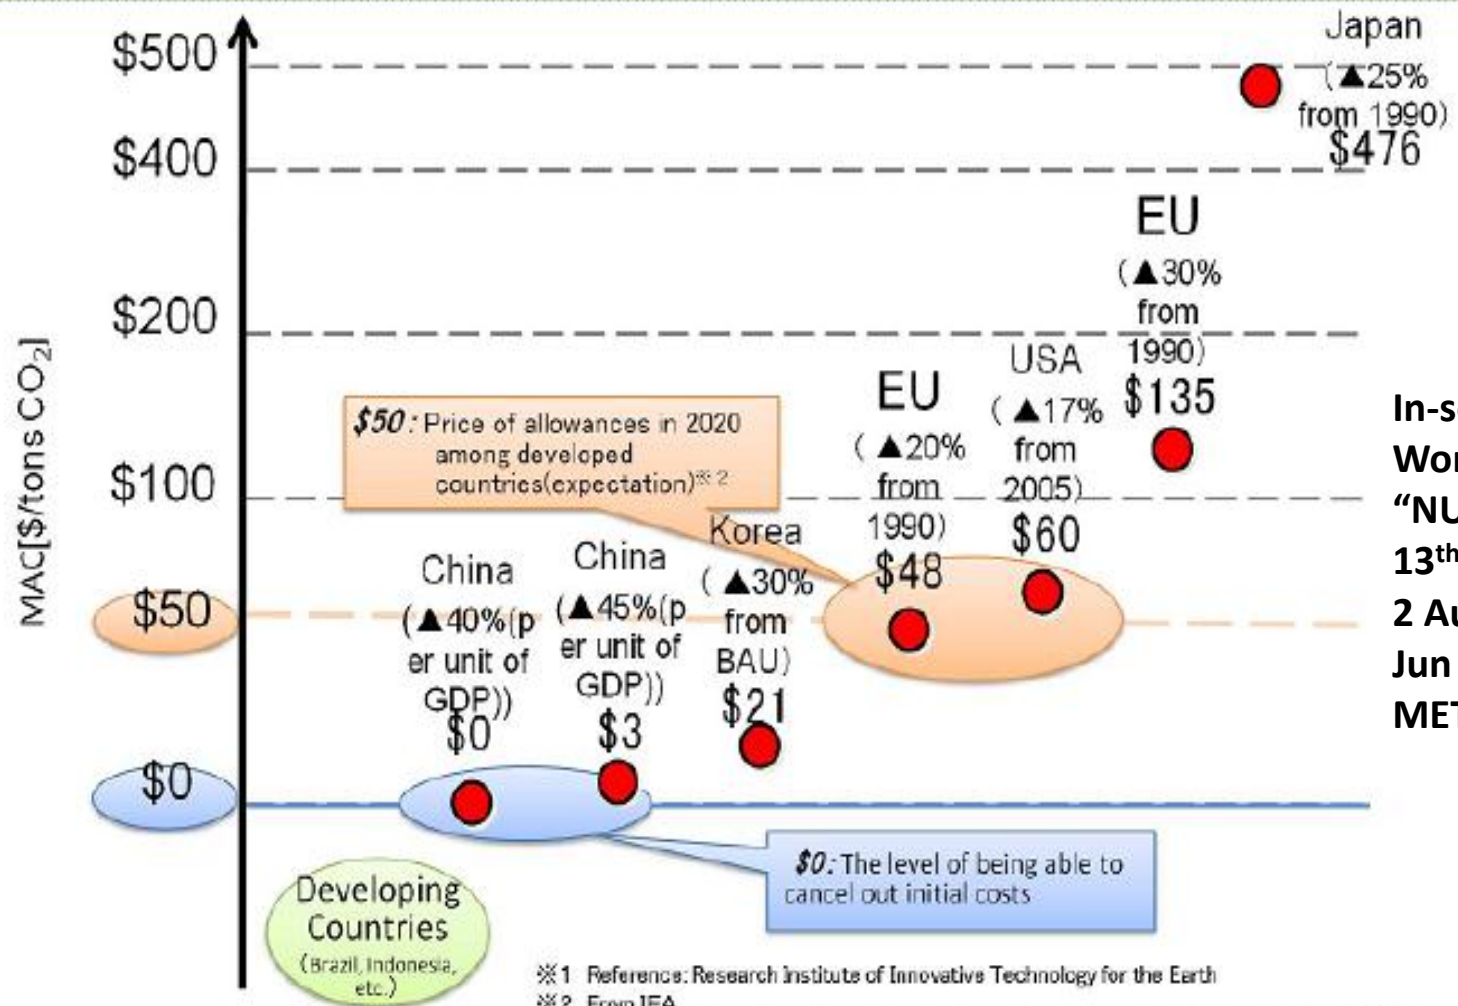 MAC[$/tons CO₂]
$500
$400
$200
$100
$50
$0
Japan
(▲25%
from 1990)
$476
EU
(▲30%
from
1990)
$135
USA
(▲17%
from
2005)
$60
EU
(▲20%
from
1990)
$48
$50: Price of allowances in 2020
among developed
countries(expectation)※2
Korea
(▲30%
from
BAU)
$21
China
(▲45%(p
er unit of
GDP))
$3
China
(▲40%(p
er unit of
GDP))
$0
$0: The level of being able to
cancel out initial costs
Developing
Countries
(Brazil, Indonesia,
etc.)
※1 Reference: Research Institute of Innovative Technology for the Earth
※2 From IEA
“NU
13th
Jun
MET